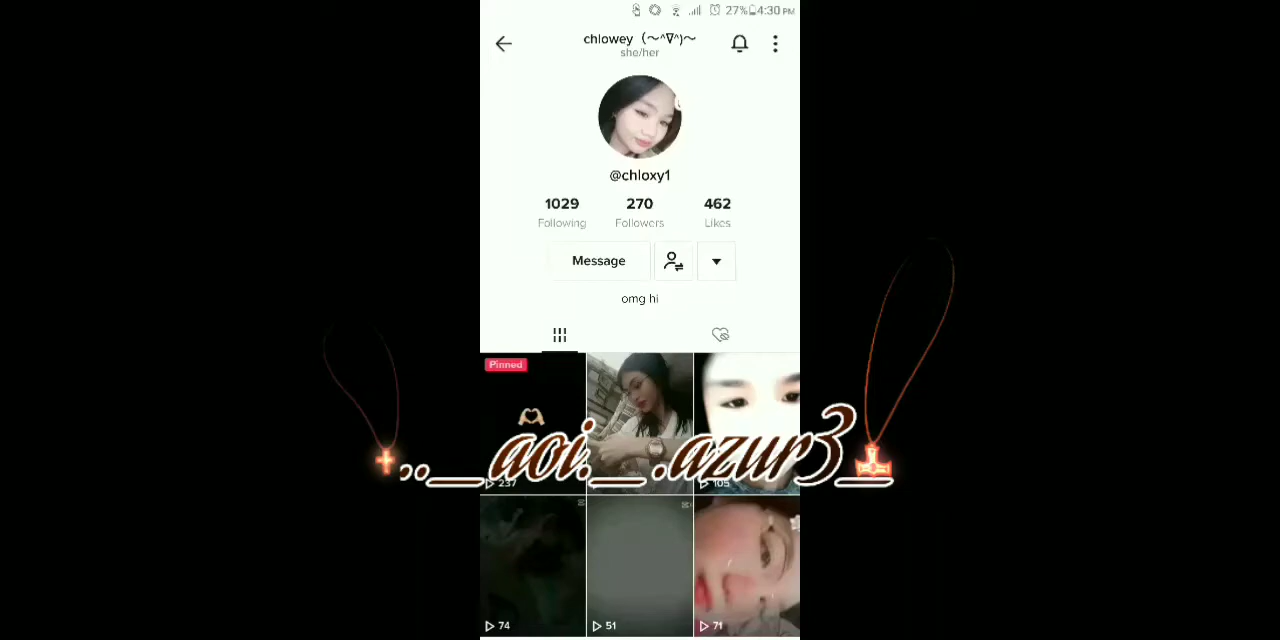 27% 4:30 PM
chlowey (～^∇^)～
she/her
@chloxy1
1029 270 462
Following Followers Likes
Message
omg hi
Pinned
.._aoi._.azur3_
237 105
74 51 71